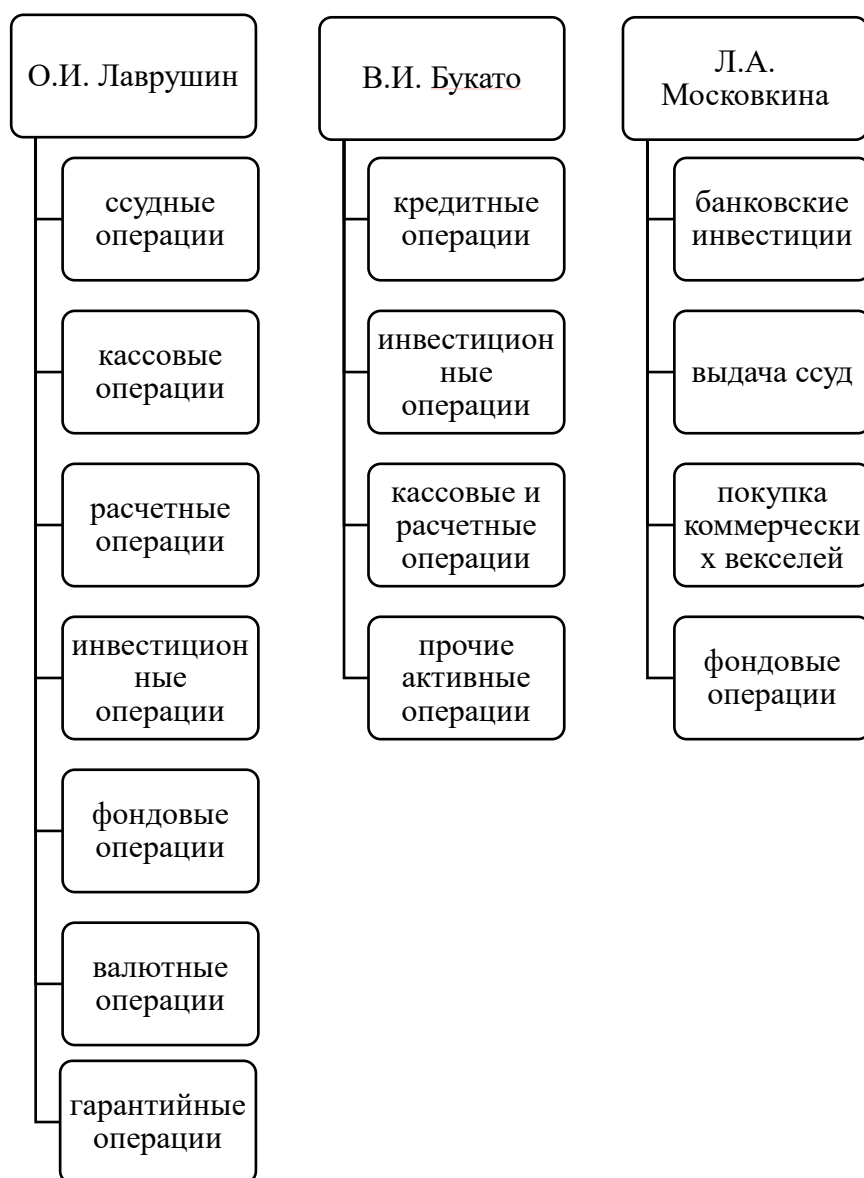 О.И. Лаврушин
ссудные
операции
кассовые
операции
расчетные
операции
инвестицион
ные
операции
фондовые
операции
валютные
операции
гарантийные
операции
В.И. Букато
кредитные
операции
инвестицион
ные
операции
кассовые и
расчетные
операции
прочие
активные
операции
Л.А.
Московкина
банковские
инвестиции
выдача ссуд
покупка
коммерчески
х векселей
фондовые
операции